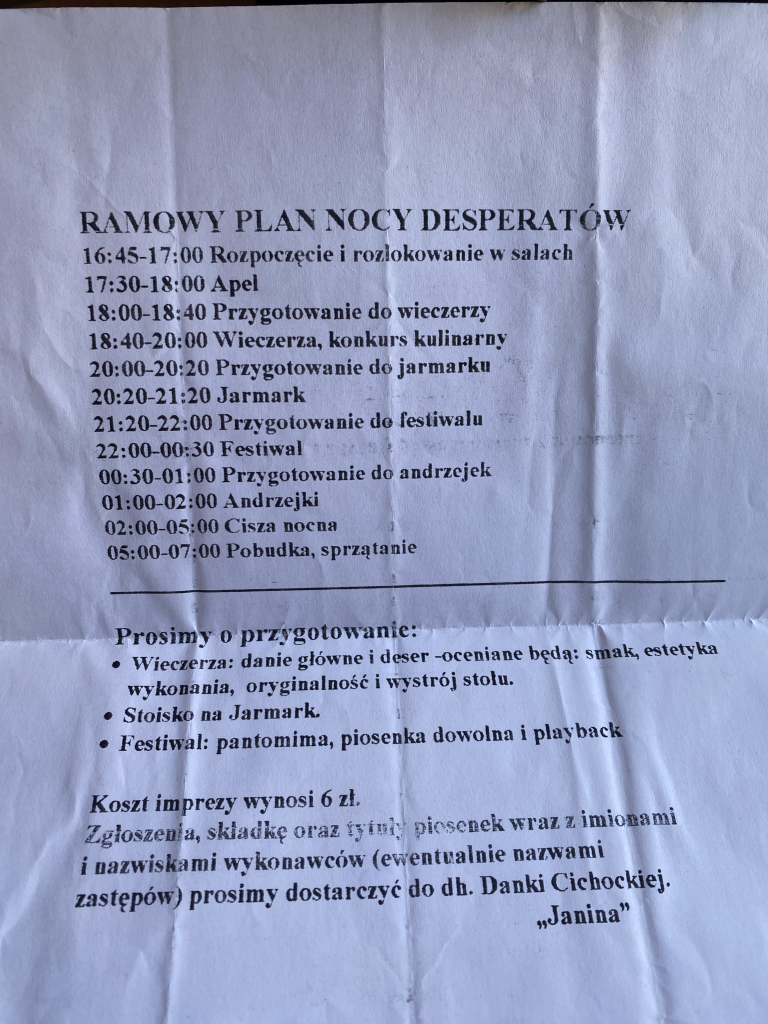 RAMOWY PLAN NOCY DESPERATÓW
16:45-17:00 Rozpoczęcie i rozlokowanie w salach
17:30-18:00 Apel
18:00-18:40 Przygotowanie do wieczerzy
18:40-20:00 Wieczerza, konkurs kulinarny
20:00-20:20 Przygotowanie do jarmarku
20:20-21:20 Jarmark
21:20-22:00 Przygotowanie do festiwalu
22:00-00:30 Festiwal
00:30-01:00 Przygotowanie do andrzejek
01:00-02:00 Andrzejki
02:00-05:00 Cisza nocna
05:00-07:00 Pobudka, sprzątanie
Prosimy o przygotowanie:
• Wieczerza: danie główne i deser -oceniane będą: smak, estetyka
wykonania, oryginalność i wystrój stołu.
• Stoisko na Jarmark.
• Festiwal: pantomima, piosenka dowolna i playback
Koszt imprezy wynosi 6 zł.
Zgłoszenia, składkę oraz tytuły piosenek wraz z imionami
i nazwiskami wykonawców (ewentualnie nazwami
zastępów) prosimy dostarczyć do dh. Danki Cichockiej.
„Janina”